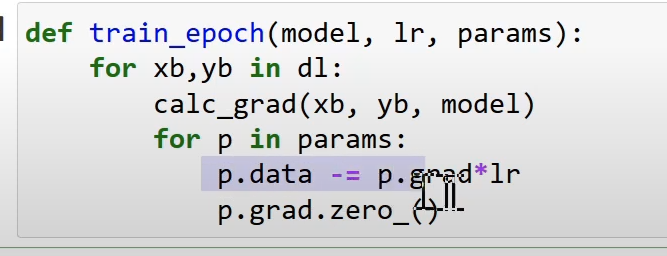 def train_epoch(model, lr, params):
    for xb,yb in dl:
        calc_grad(xb, yb, model)
        for p in params:
            p.data -= p.grad*lr
            p.grad.zero_()